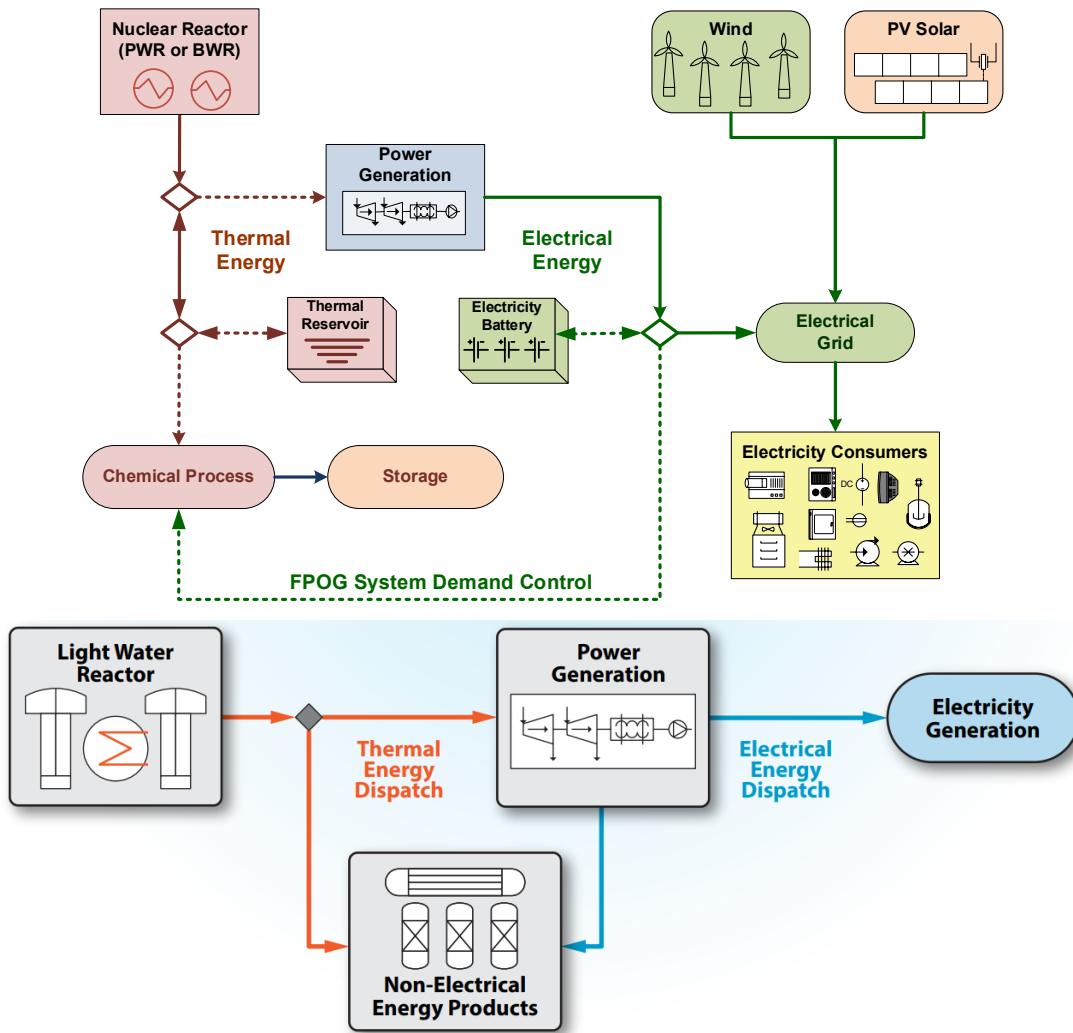 Nuclear Reactor
(PWR or BWR)
Wind
PV Solar
Power
Generation
Thermal
Energy
Electrical
Energy
Thermal
Reservoir
Electricity
Battery
Electrical
Grid
Chemical Process
Storage
Electricity Consumers
DC
FPOG System Demand Control
Light Water
Reactor
Power
Generation
Electricity
Generation
Thermal
Energy
Dispatch
Electrical
Energy
Dispatch
Non-Electrical
Energy Products